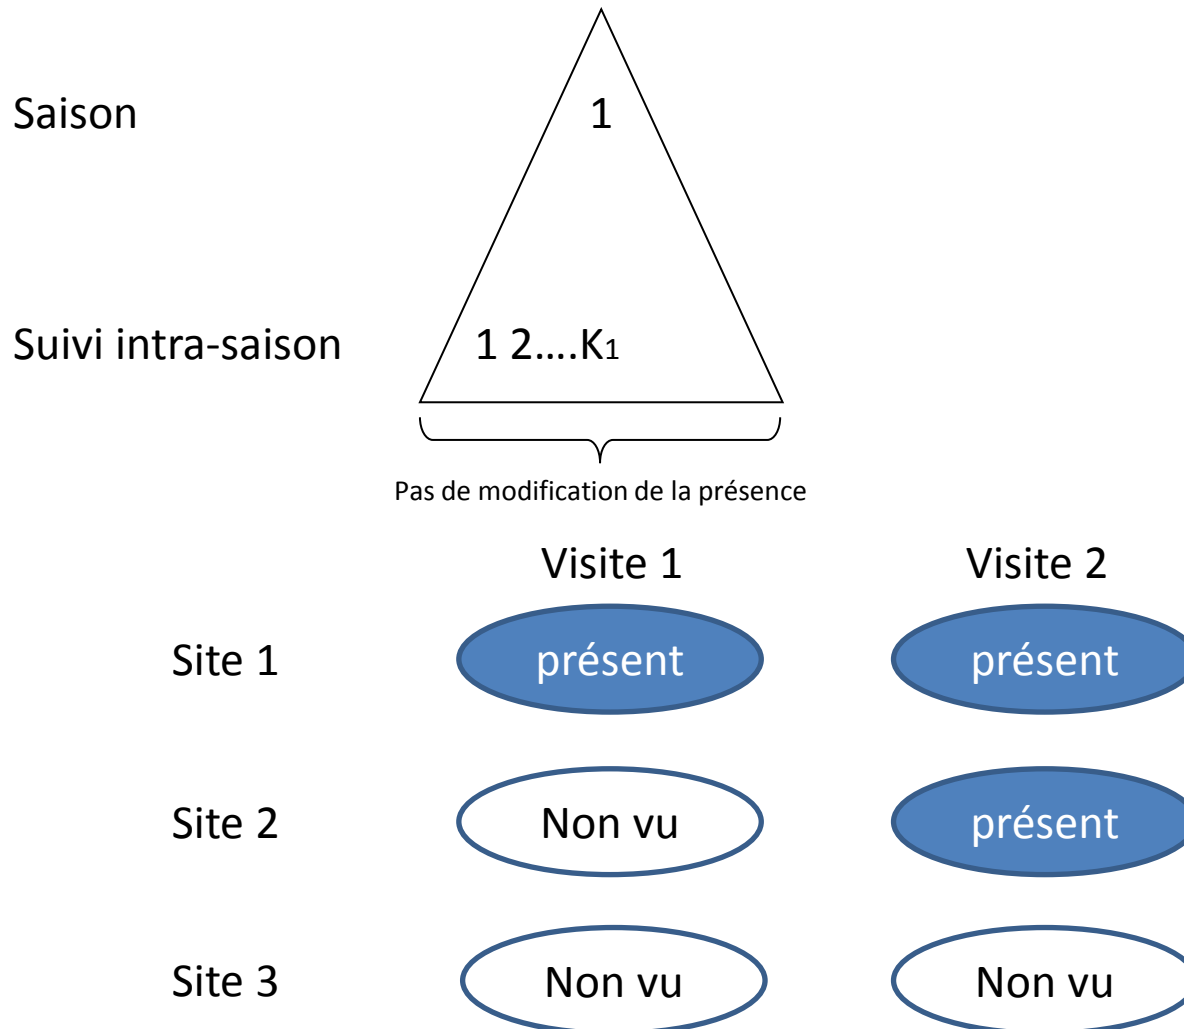 Saison 1
Suivi intra-saison 1 2....K1
Pas de modification de la présence
Visite 1 Visite 2
Site 1 présent présent
Site 2 Non vu présent
Site 3 Non vu Non vu